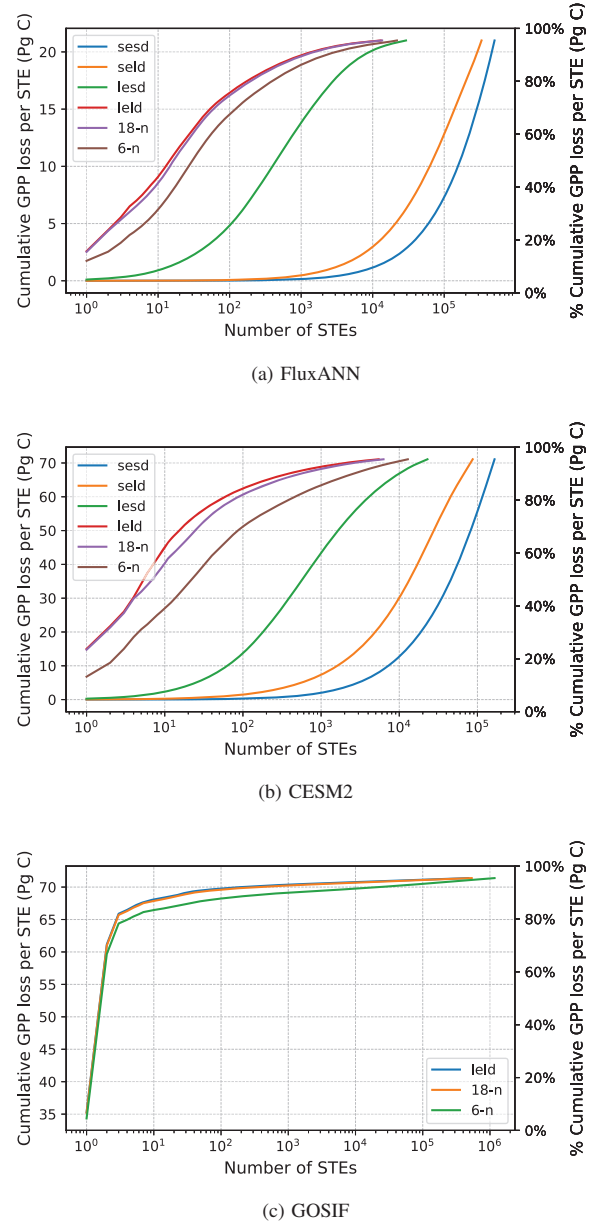 Cumulative GPP loss per STE (Pg C)
20
15
10
5
0
sesd
seld
lesd
leld
18-n
6-n
100%
80%
60%
40%
20%
0%
% Cumulative GPP loss per STE (Pg C)
10⁰ 10¹ 10² 10³ 10⁴ 10⁵
Number of STEs
(a) FluxANN
Cumulative GPP loss per STE (Pg C)
70
60
50
40
30
20
10
0
sesd
seld
lesd
leld
18-n
6-n
100%
80%
60%
40%
20%
0%
% Cumulative GPP loss per STE (Pg C)
10⁰ 10¹ 10² 10³ 10⁴ 10⁵
Number of STEs
(b) CESM2
Cumulative GPP loss per STE (Pg C)
70
65
60
55
50
45
40
35
leld
18-n
6-n
100%
80%
60%
40%
20%
0%
% Cumulative GPP loss per STE (Pg C)
10⁰ 10¹ 10² 10³ 10⁴ 10⁵ 10⁶
Number of STEs
(c) GOSIF